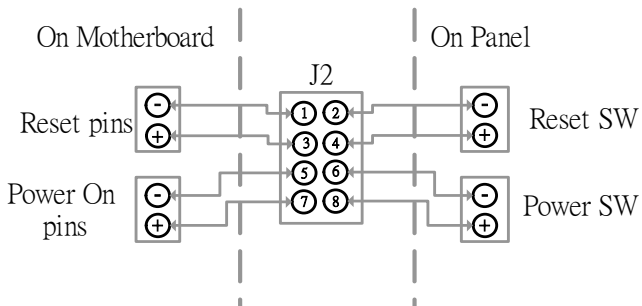 On Motherboard
On Panel
J2
Reset pins
- 1 2 -
+ 3 4 +
Reset SW
Power On
pins
- 5 6 -
+ 7 8 +
Power SW